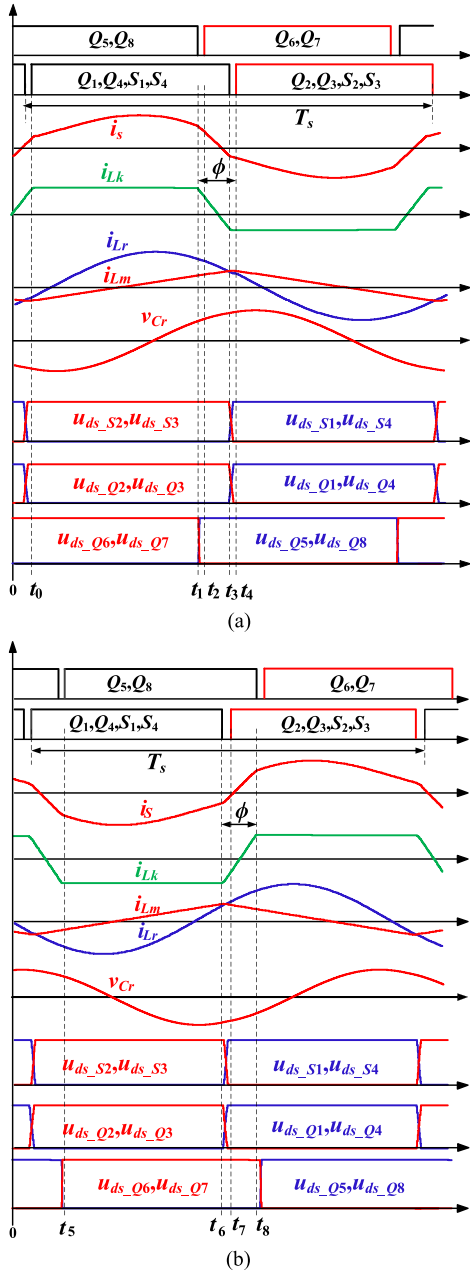 Q5,Q8 Q6,Q7
Q1,Q4,S1,S4 Q2,Q3,S2,S3
Ts
is
iLk ϕ
iLr
iLm
vCr
uds_S2,uds_S3 uds_S1,uds_S4
uds_Q2,uds_Q3 uds_Q1,uds_Q4
uds_Q6,uds_Q7 uds_Q5,uds_Q8
0 t0 t1 t2 t3 t4
(a)
Q5,Q8 Q6,Q7
Q1,Q4,S1,S4 Q2,Q3,S2,S3
Ts
iS ϕ
iLk
iLm
iLr
vCr
uds_S2,uds_S3 uds_S1,uds_S4
uds_Q2,uds_Q3 uds_Q1,uds_Q4
uds_Q6,uds_Q7 uds_Q5,uds_Q8
0 t5 t6 t7 t8
(b)